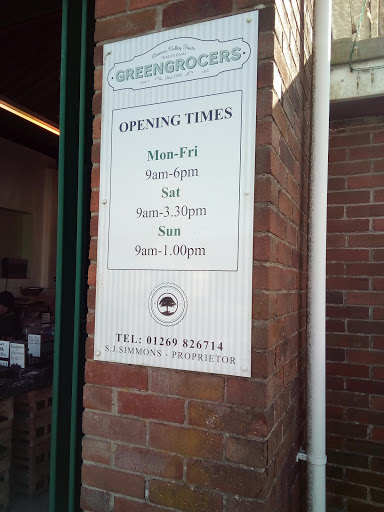 GREENGROCERS
OPENING TIMES
Mon-Fri
9am-6pm
Sat
9am-3.30pm
Sun
9am-1.00pm
TEL: 01269 826714
S.J.SIMMONS - PROPRIETOR